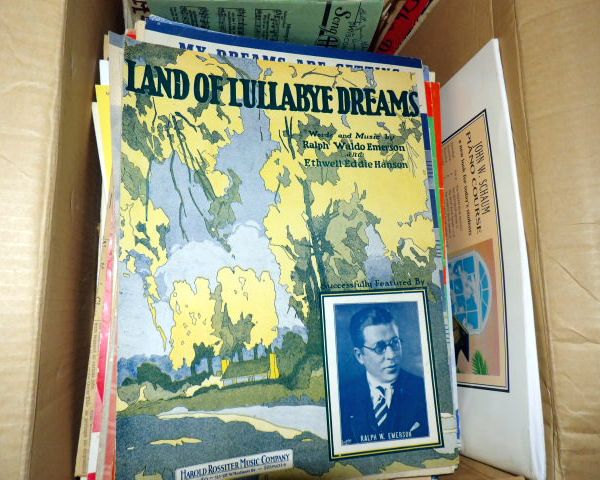 MY DREAMS ARE GETTING
LAND OF LULLABYE DREAMS
Words and Music by
Ralph Waldo Emerson
and
Ethwell Eddie Hanson
Successfully Featured By
RALPH W. EMERSON
HAROLD ROSSITER MUSIC COMPANY
JOHN W. SCHAUM
PIANO COURSE